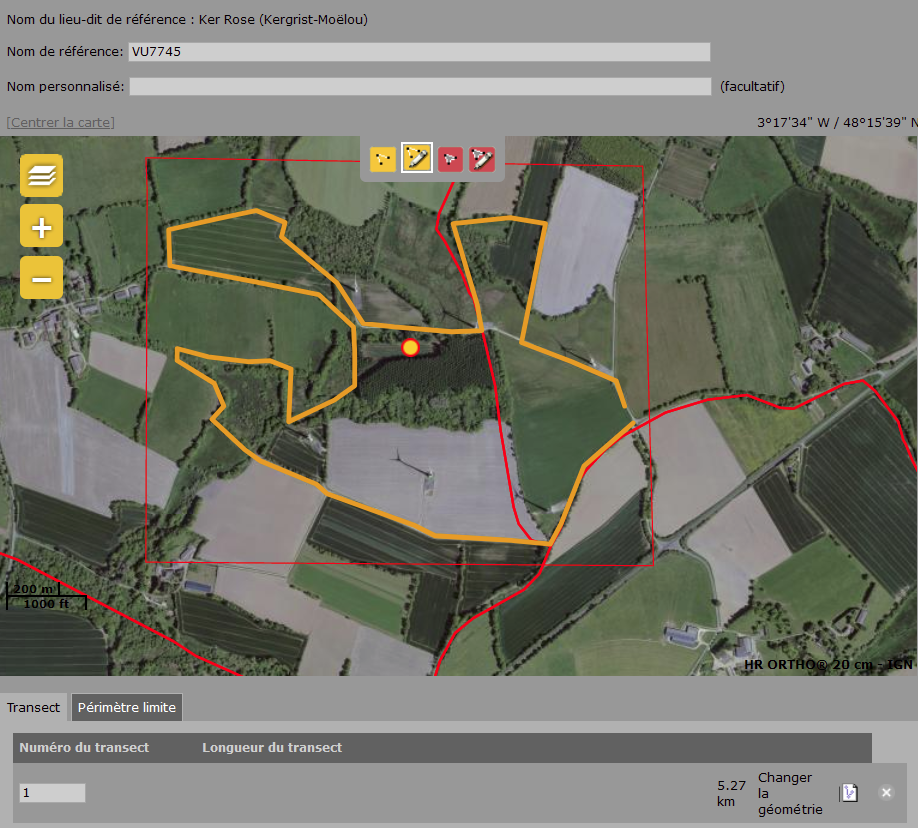 Nom du lieu-dit de référence : Ker Rose (Kergrist-Moëlou)
Nom de référence: VU7745
Nom personnalisé: (facultatif)
[Centrer la carte] 3°17'34" W / 48°15'39" N
+
−
200 m
1000 ft
HR ORTHO® 20 cm - IGN
Transect Périmètre limite
Numéro du transect Longueur du transect
1 5.27 km Changer la géométrie